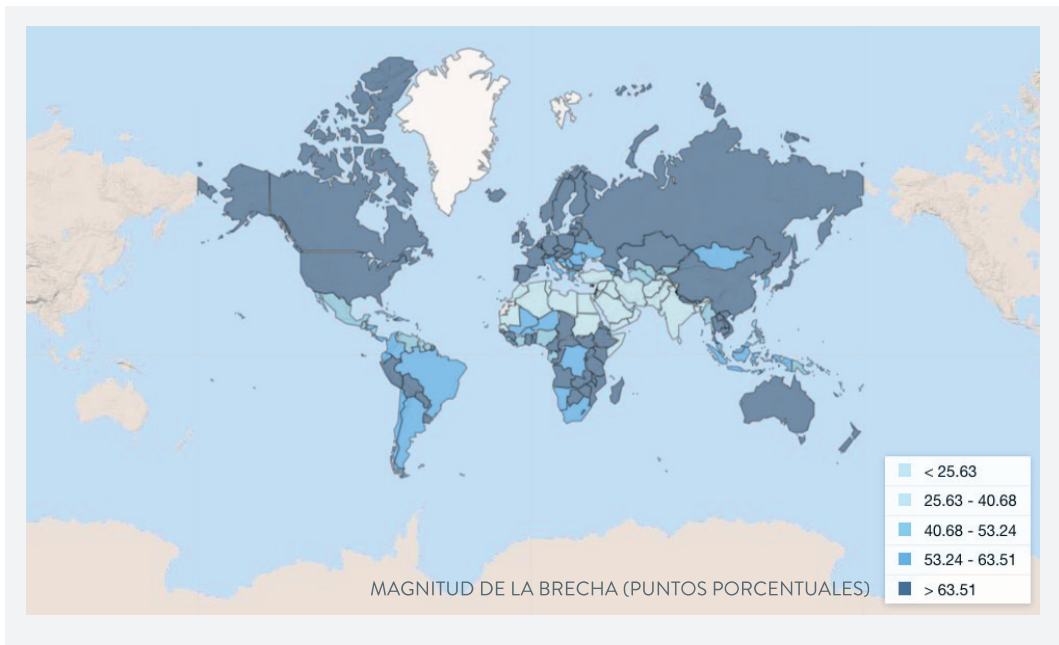 < 25.63
25.63 - 40.68
40.68 - 53.24
53.24 - 63.51
> 63.51
MAGNITUD DE LA BRECHA (PUNTOS PORCENTUALES)